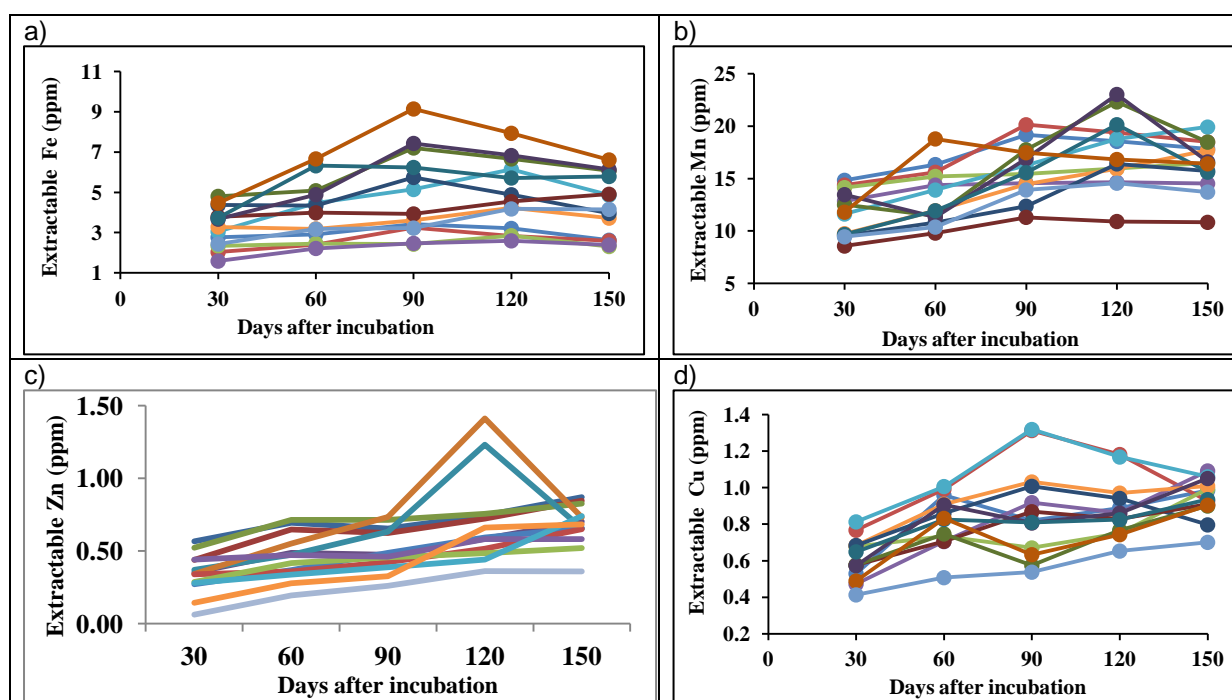 a)
Extractable Fe (ppm)
11
9
7
5
3
1
0 30 60 90 120 150
Days after incubation
b)
Extractable Mn (ppm)
25
20
15
10
5
0 30 60 90 120 150
Days after incubation
c)
Extractable Zn (ppm)
1.50
1.00
0.50
0.00
30 60 90 120 150
Days after incubation
d)
Extractable Cu (ppm)
1.4
1.2
1.0
0.8
0.6
0.4
0.2
0 30 60 90 120 150
Days after incubation